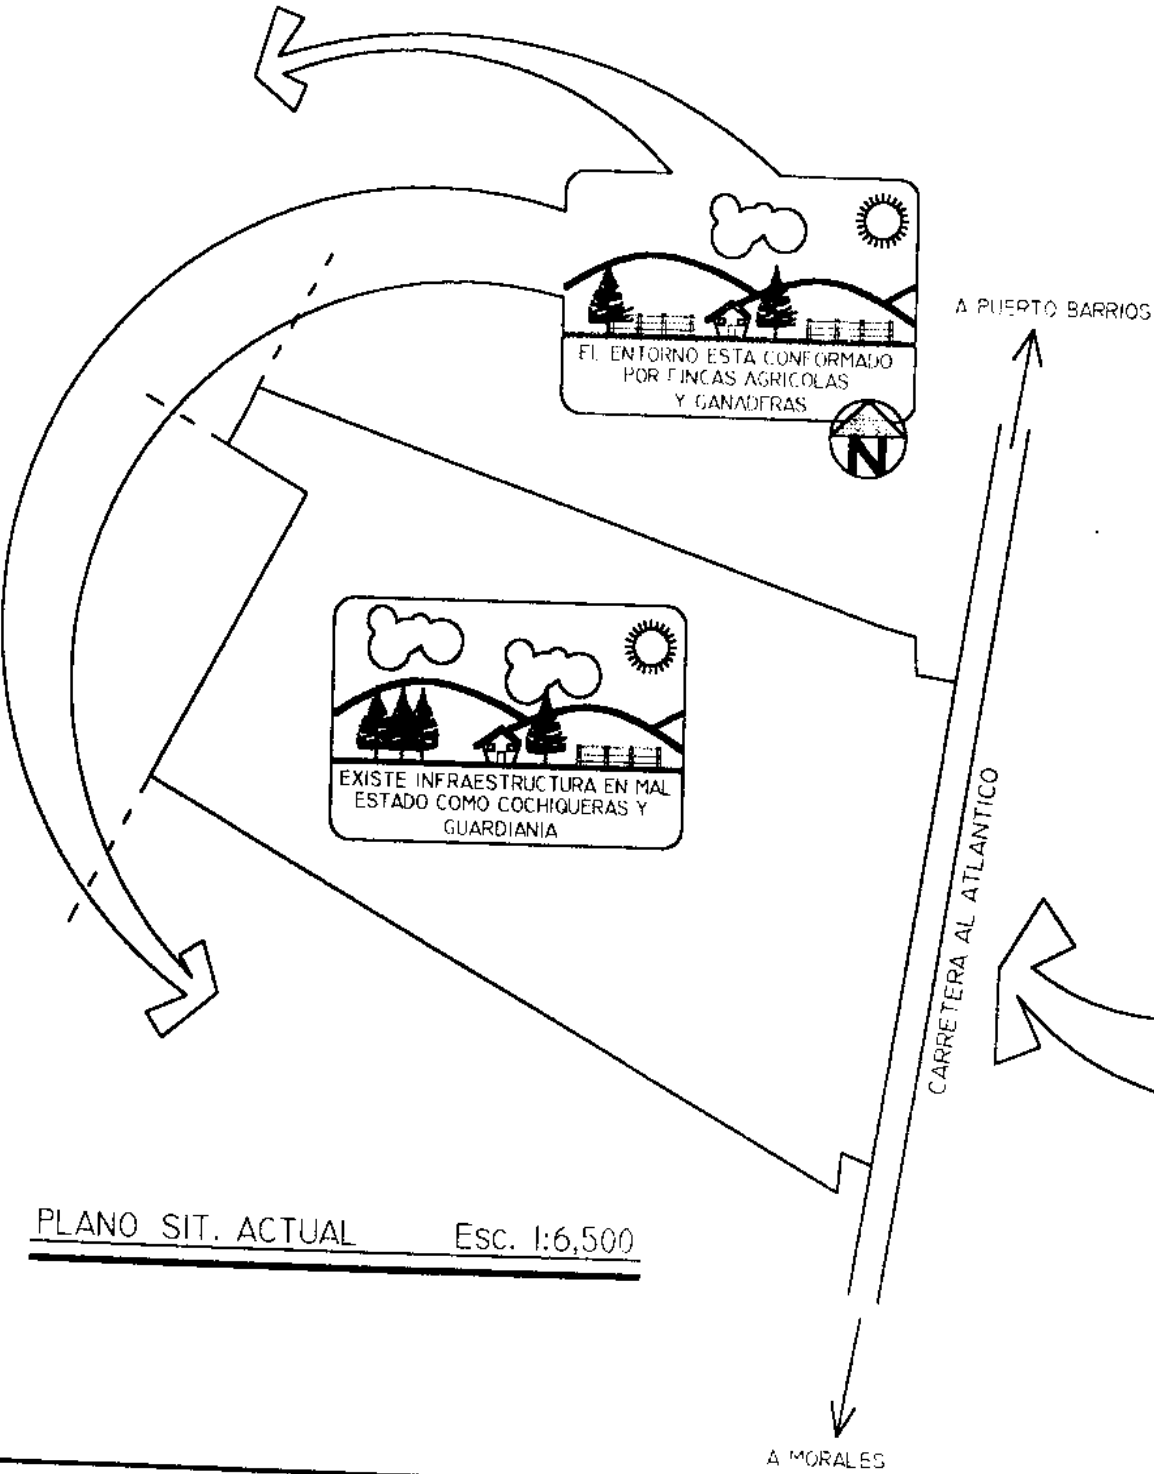 A PUERTO BARRIOS
EL ENTORNO ESTA CONFORMADO
POR FINCAS AGRICOLAS
Y GANADERAS
N
EXISTE INFRAESTRUCTURA EN MAL
ESTADO COMO COCHIQUERAS Y
GUARDIANIA
CARRETERA AL ATLANTICO
PLANO SIT. ACTUAL Esc. 1:6,500
A MORALES